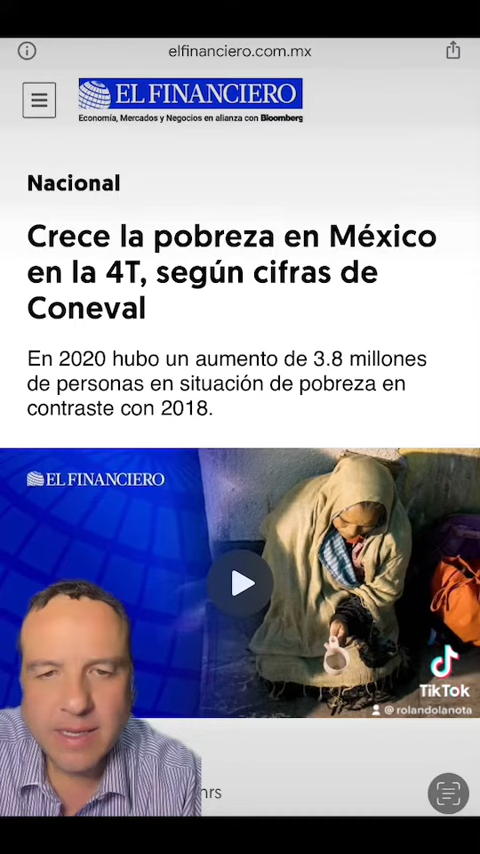 elfinanciero.com.mx
EL FINANCIERO
Economía, Mercados y Negocios en alianza con Bloomberg
Nacional
Crece la pobreza en México
en la 4T, según cifras de
Coneval
En 2020 hubo un aumento de 3.8 millones
de personas en situación de pobreza en
contraste con 2018.
EL FINANCIERO
TikTok
@rolandolanota
hrs